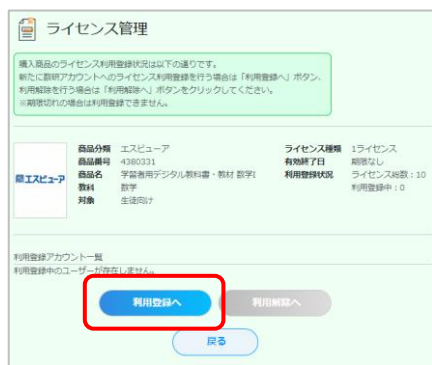 ライセンス管理
購入商品のライセンス利用登録状況は以下の通りです。
新たに数研アカウントへのライセンス利用登録を行う場合は「利用登録へ」ボタン、
利用解除を行う場合は「利用解除へ」ボタンをクリックしてください。
※期限切れの場合は利用登録できません。
商品分類 エスビューア ライセンス種類 1ライセンス
商品番号 4380331 有効終了日 期限なし
商品名 学習者用デジタル教科書・教材 数学I 利用登録状況 ライセンス総数:10
教科 数学 利用登録中:0
対象 生徒向け
エスビューア
利用登録アカウント一覧
利用登録中のユーザーが存在しません。
利用登録へ 利用解除へ
戻る